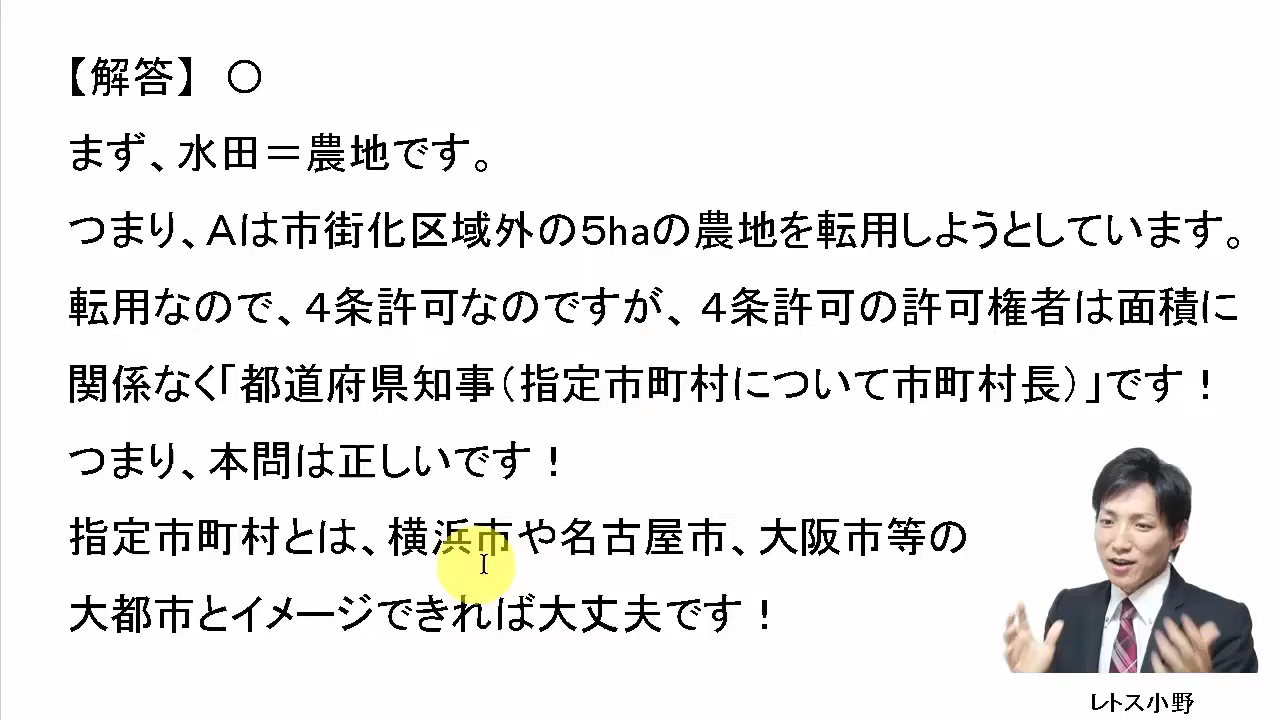 【解答】 ○
まず、水田＝農地です。
つまり、Aは市街化区域外の5haの農地を転用しようとしています。
転用なので、4条許可なのですが、4条許可の許可権者は面積に
関係なく「都道府県知事（指定市町村について市町村長）」です！
つまり、本問は正しいです！
指定市町村とは、横浜市や名古屋市、大阪市等の
大都市とイメージできれば大丈夫です！
レトス小野